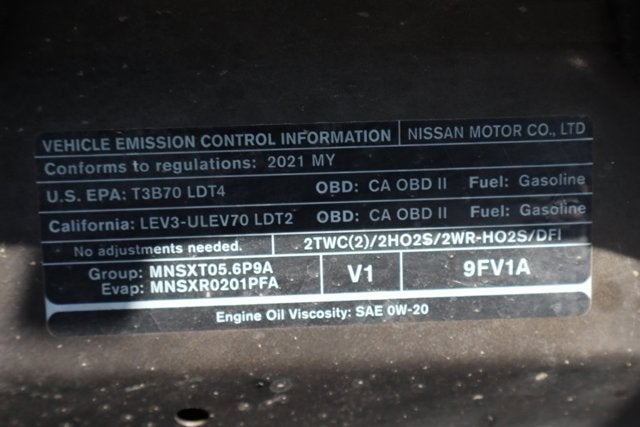 VEHICLE EMISSION CONTROL INFORMATION NISSAN MOTOR CO., LTD
Conforms to regulations: 2021 MY
U.S. EPA: T3B70 LDT4 OBD: CA OBD II Fuel: Gasoline
California: LEV3-ULEV70 LDT2 OBD: CA OBD II Fuel: Gasoline
No adjustments needed. 2TWC(2)/2HO2S/2WR-HO2S/DFI
Group: MNSXT05.6P9A V1 9FV1A
Evap: MNSXR0201PFA
Engine Oil Viscosity: SAE 0W-20